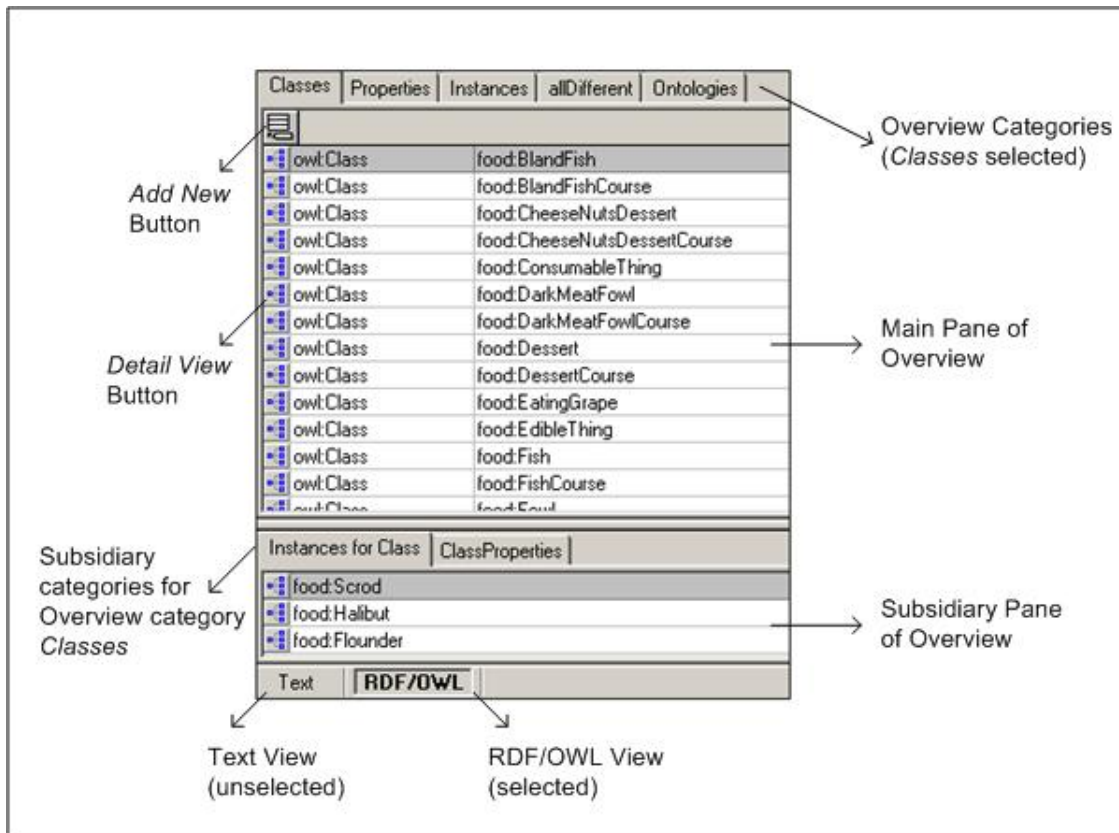 Classes Properties Instances allDifferent Ontologies
Overview Categories
(Classes selected)
Add New
Button
owl:Class food:BlandFish
owl:Class food:BlandFishCourse
owl:Class food:CheeseNutsDessert
owl:Class food:CheeseNutsDessertCourse
owl:Class food:ConsumableThing
owl:Class food:DarkMeatFowl
owl:Class food:DarkMeatFowlCourse
owl:Class food:Dessert
owl:Class food:DessertCourse
owl:Class food:EatingGrape
owl:Class food:EdibleThing
owl:Class food:Fish
owl:Class food:FishCourse
owl:Class food:Fowl
Detail View
Button
Main Pane of
Overview
Instances for Class ClassProperties
food:Scrod
food:Halibut
food:Flounder
Subsidiary
categories for
Overview category
Classes
Subsidiary Pane
of Overview
Text RDF/OWL
Text View
(unselected)
RDF/OWL View
(selected)